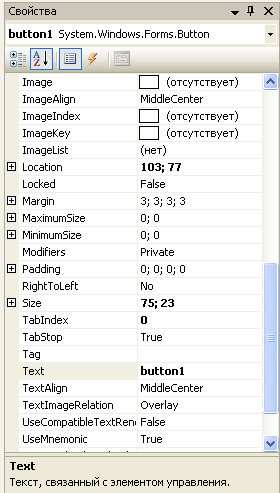 Свойства
button1 System.Windows.Forms.Button
Image (отсутствует)
ImageAlign MiddleCenter
ImageIndex (отсутствует)
ImageKey (отсутствует)
ImageList (нет)
Location 103; 77
Locked False
Margin 3; 3; 3; 3
MaximumSize 0; 0
MinimumSize 0; 0
Modifiers Private
Padding 0; 0; 0; 0
RightToLeft No
Size 75; 23
TabIndex 0
TabStop True
Tag
Text button1
TextAlign MiddleCenter
TextImageRelation Overlay
UseCompatibleTextRend False
UseMnemonic True
Text
Текст, связанный с элементом управления.